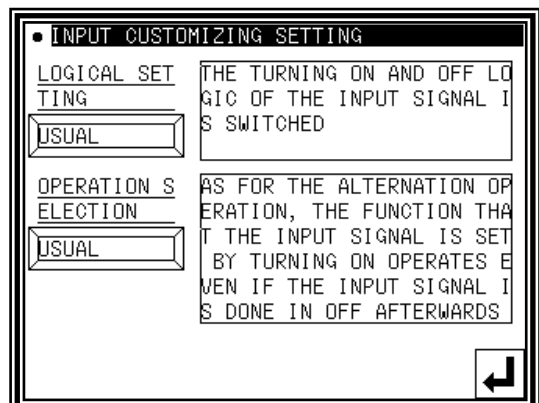 ● INPUT CUSTOMIZING SETTING
LOGICAL SET
TING
USUAL
THE TURNING ON AND OFF LO
GIC OF THE INPUT SIGNAL I
S SWITCHED
OPERATION S
ELECTION
USUAL
AS FOR THE ALTERNATION OP
ERATION, THE FUNCTION THA
T THE INPUT SIGNAL IS SET
BY TURNING ON OPERATES E
VEN IF THE INPUT SIGNAL I
S DONE IN OFF AFTERWARDS